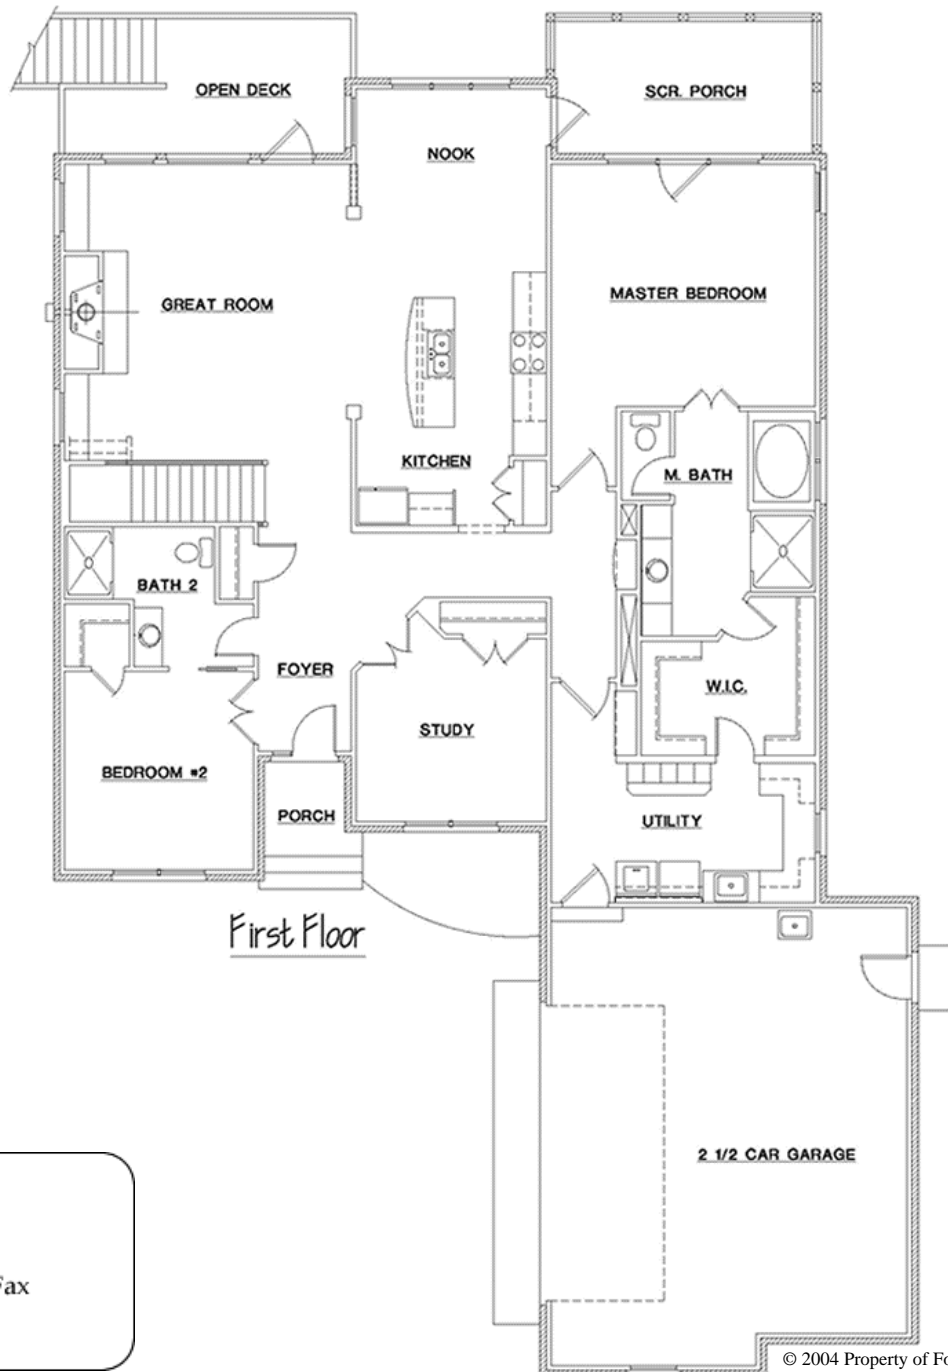 OPEN DECK
SCR. PORCH
NOOK
GREAT ROOM
MASTER BEDROOM
KITCHEN
M. BATH
BATH 2
FOYER
W.I.C.
STUDY
BEDROOM #2
PORCH
UTILITY
First Floor
2 1/2 CAR GARAGE
© 2004 Property of